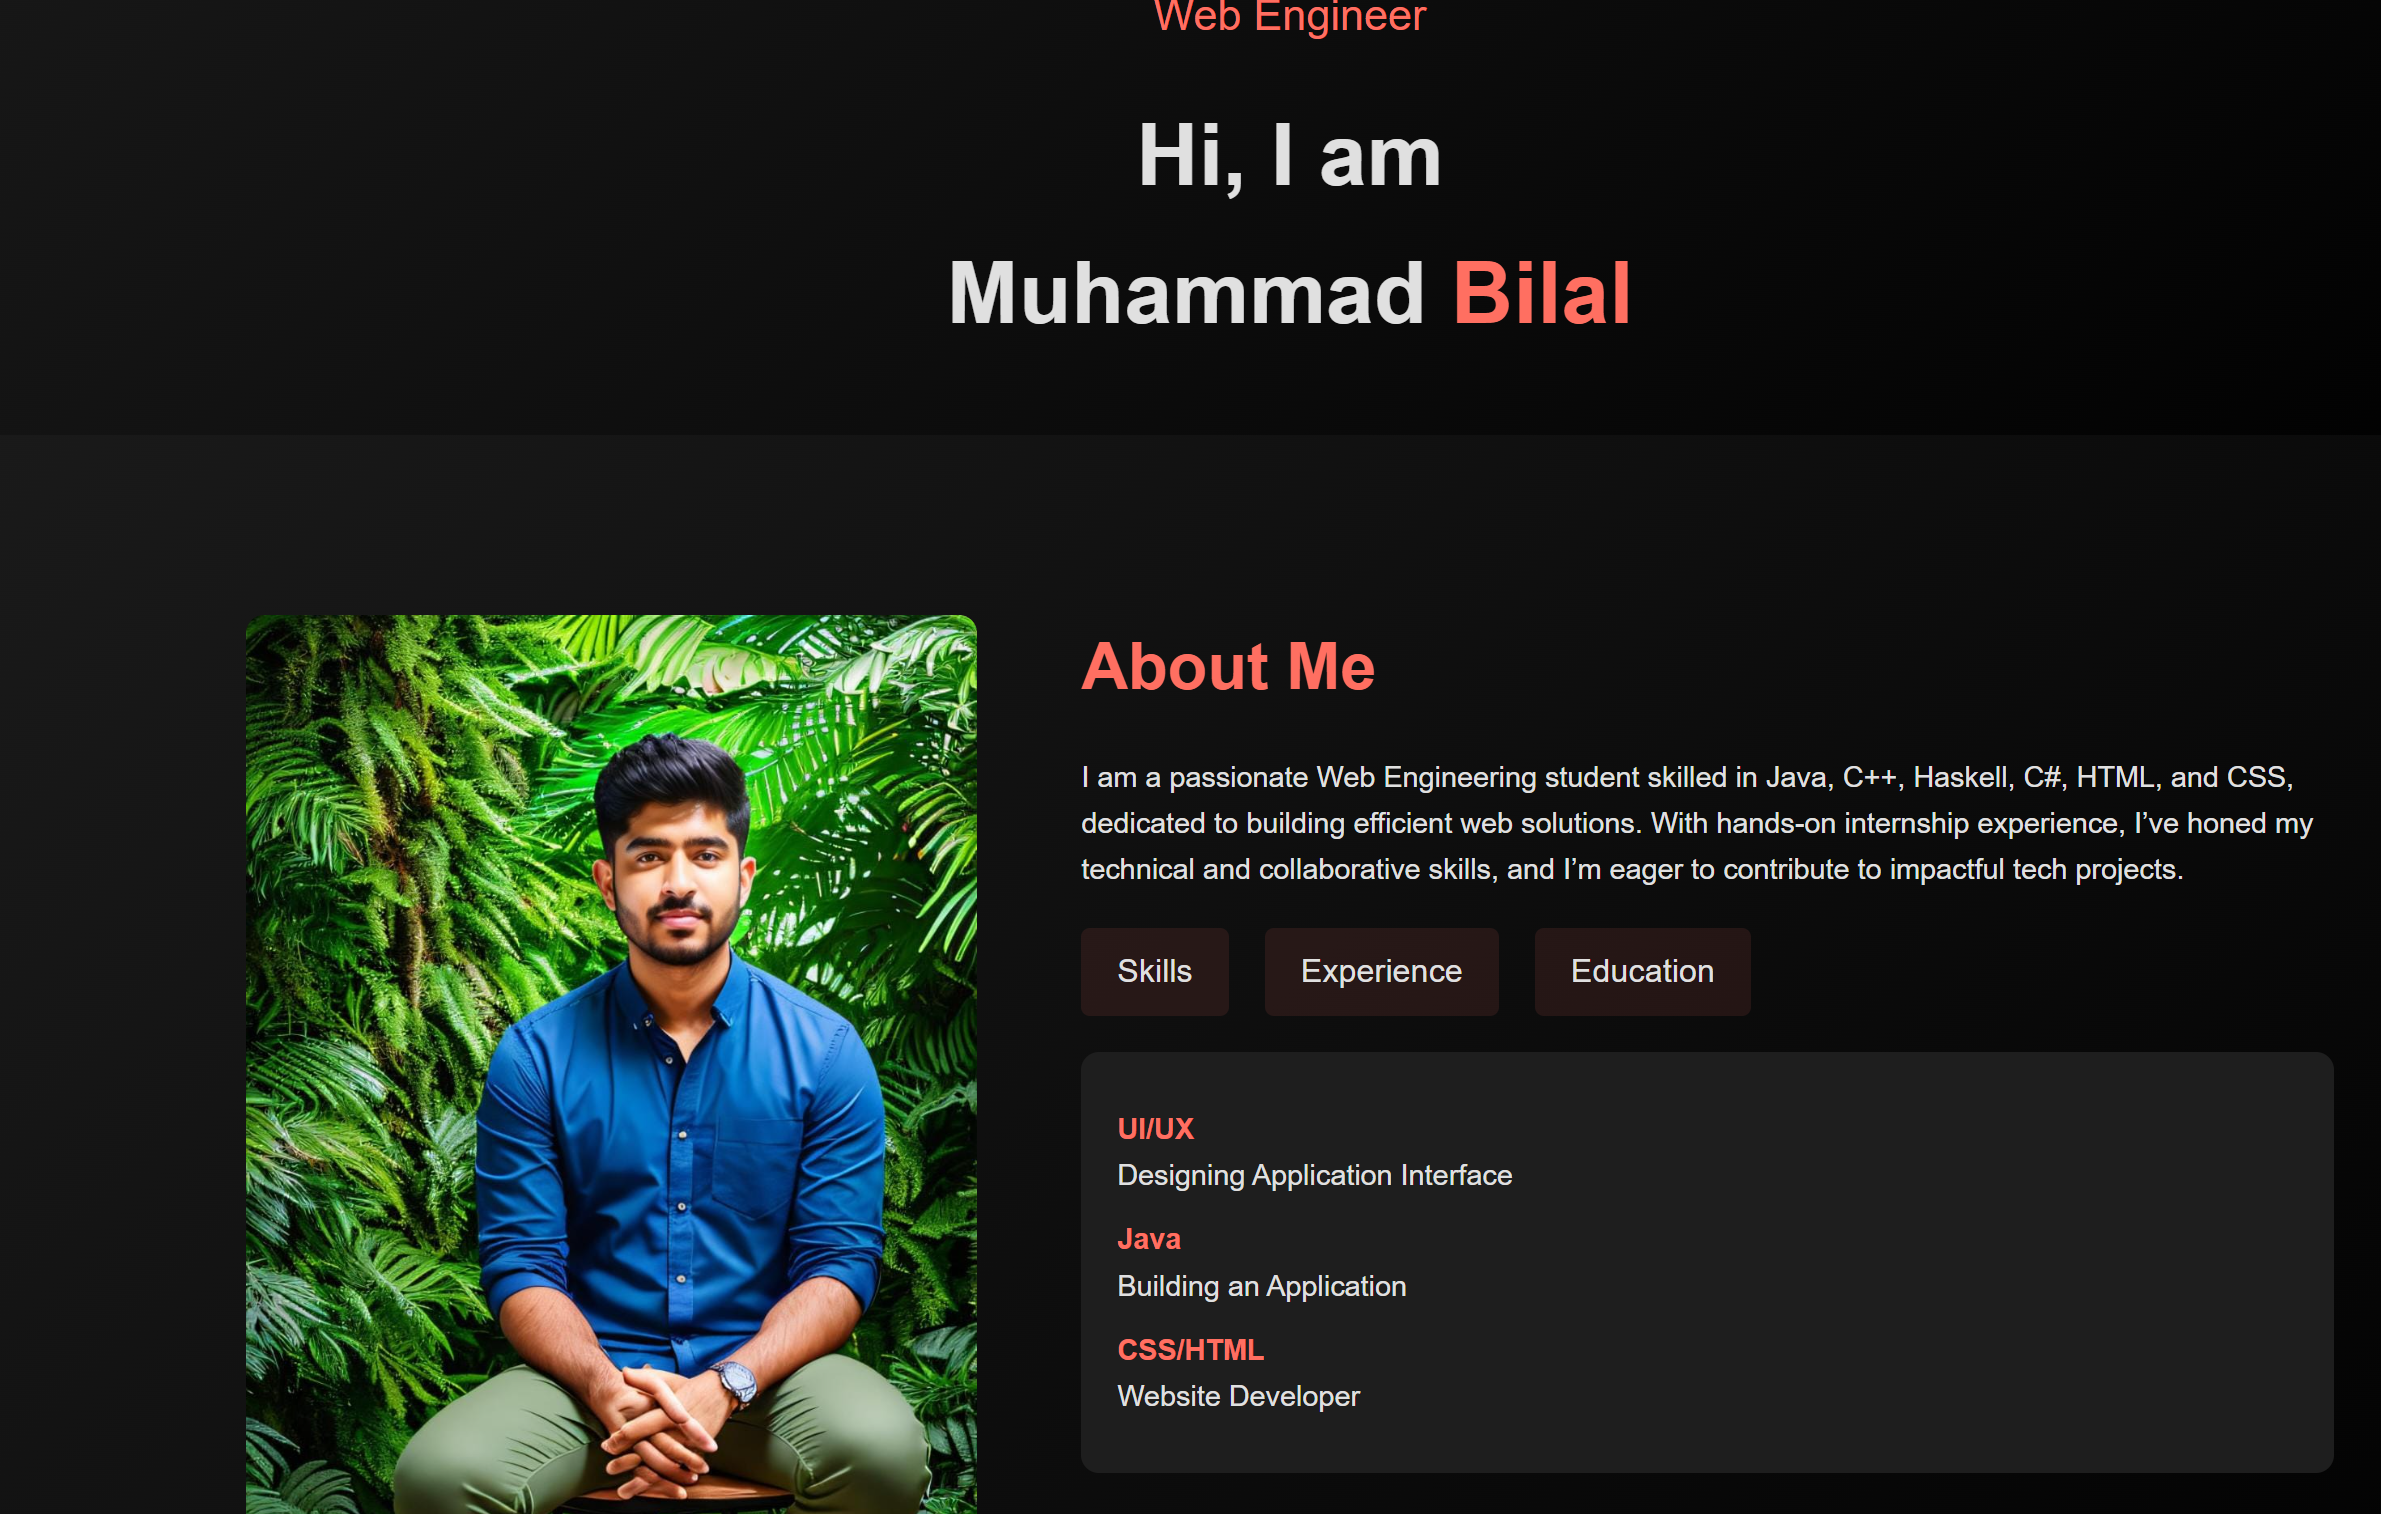 Web Engineer
Hi, I am
Muhammad Bilal
About Me
I am a passionate Web Engineering student skilled in Java, C++, Haskell, C#, HTML, and CSS,
dedicated to building efficient web solutions. With hands-on internship experience, I’ve honed my
technical and collaborative skills, and I’m eager to contribute to impactful tech projects.
Skills
Experience
Education
UI/UX
Designing Application Interface
Java
Building an Application
CSS/HTML
Website Developer